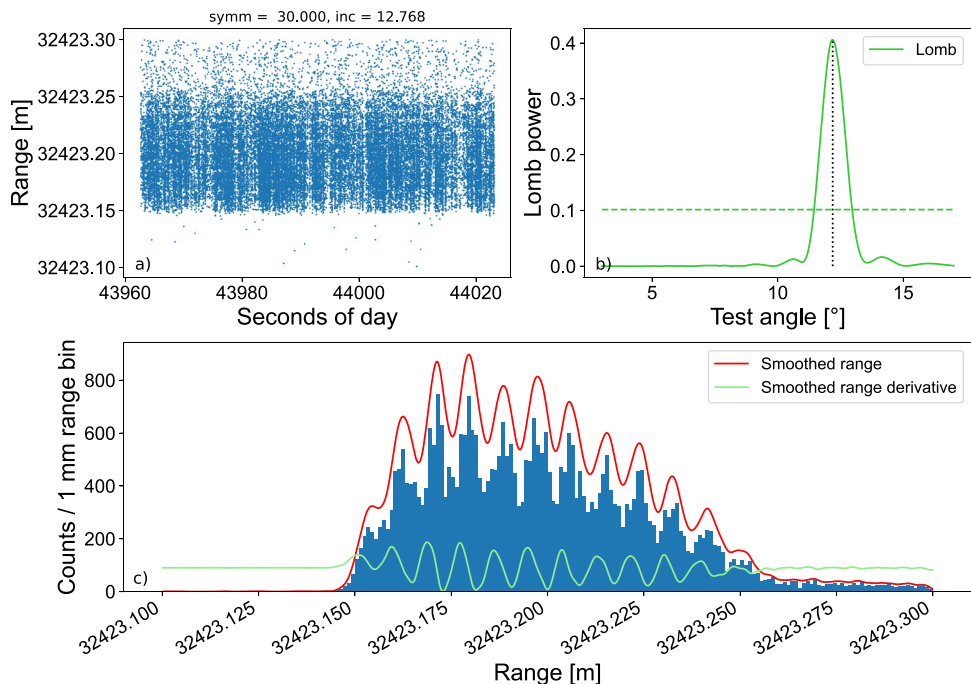 symm =  30.000, inc = 12.768
Range [m]
32423.30
32423.25
32423.20
32423.15
32423.10
a)
43960
43980
44000
44020
Seconds of day
Lomb power
0.4
0.3
0.2
0.1
0.0
Lomb
b)
5
10
15
Test angle [°]
Counts / 1 mm range bin
800
600
400
200
0
Smoothed range
Smoothed range derivative
c)
32423.100
32423.125
32423.150
32423.175
32423.200
32423.225
32423.250
32423.275
32423.300
Range [m]